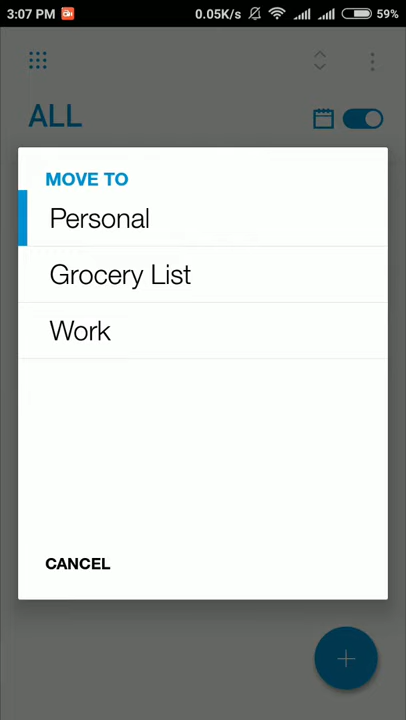 3:07 PM 0.05K/s 59%
ALL
MOVE TO
Personal
Grocery List
Work
CANCEL